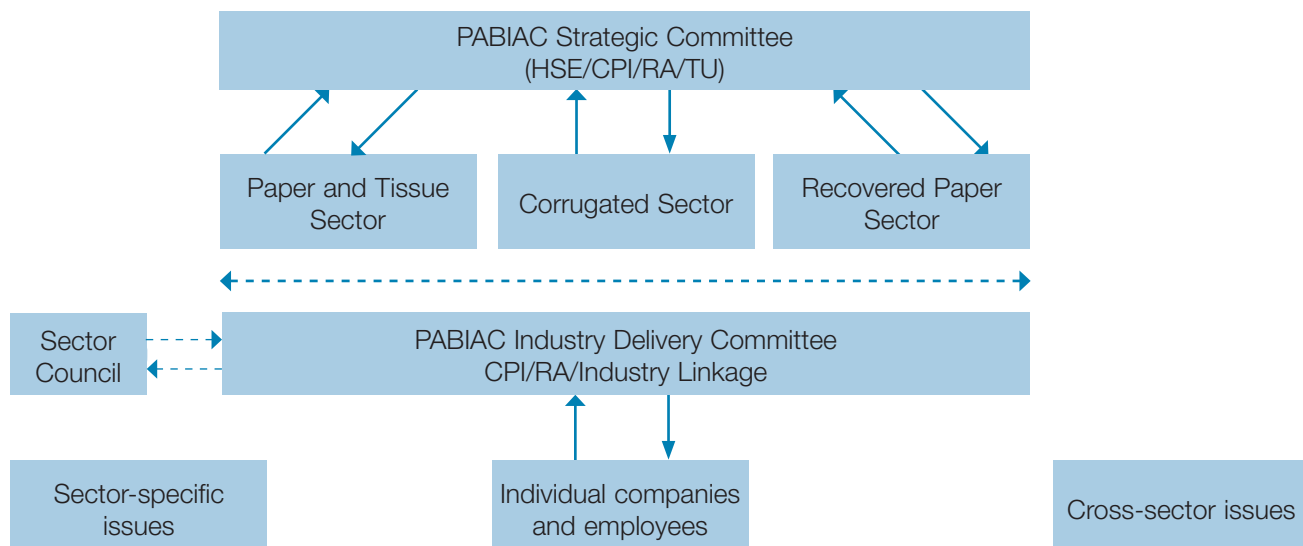 PABIAC Strategic Committee
(HSE/CPI/RA/TU)
Paper and Tissue
Sector
Corrugated Sector
Recovered Paper
Sector
Sector
Council
PABIAC Industry Delivery Committee
CPI/RA/Industry Linkage
Sector-specific
issues
Individual companies
and employees
Cross-sector issues